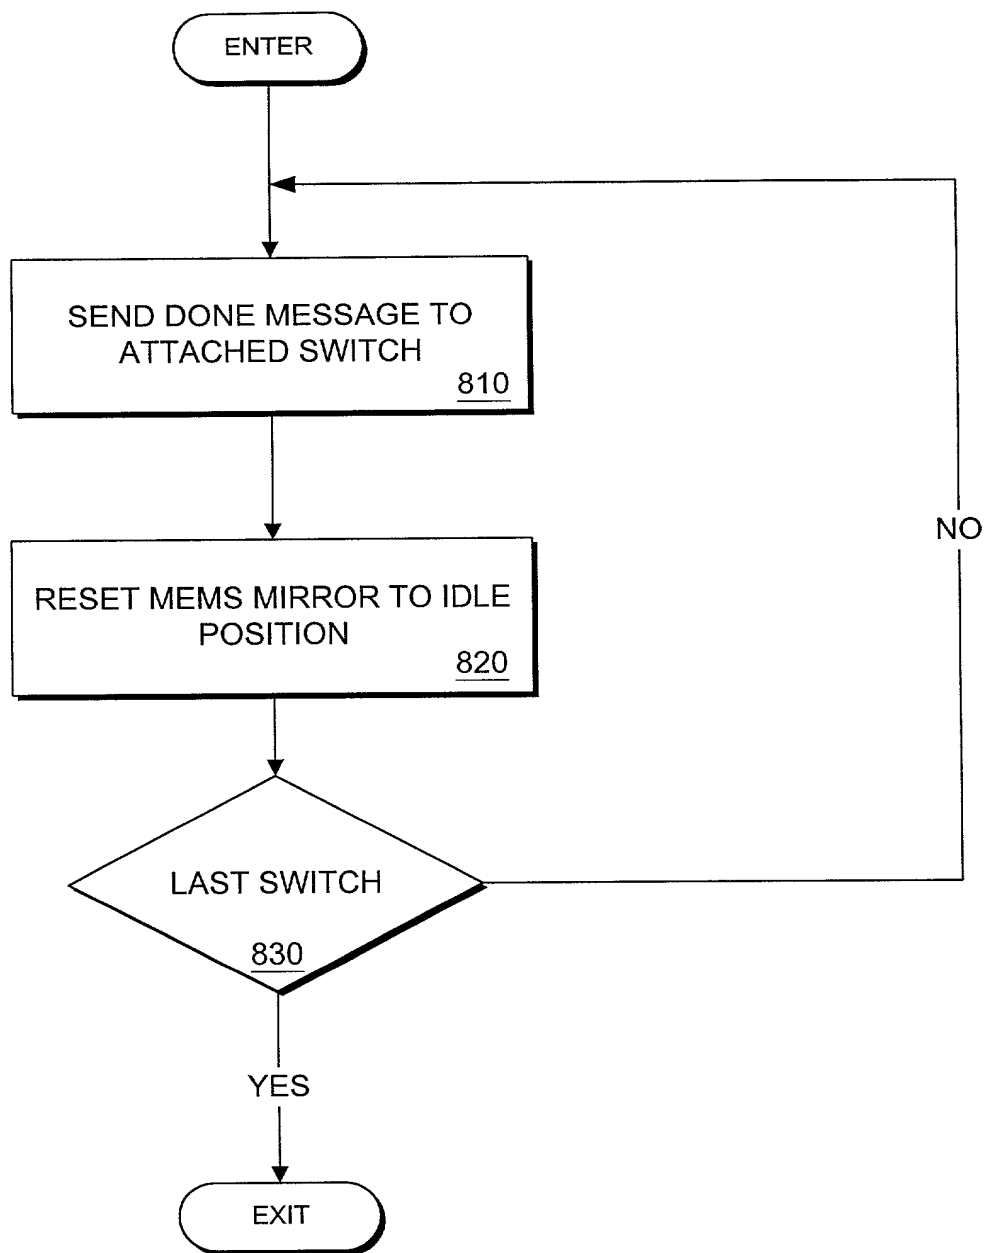 ENTER
SEND DONE MESSAGE TO
ATTACHED SWITCH
810
NO
RESET MEMS MIRROR TO IDLE
POSITION
820
LAST SWITCH
830
YES
EXIT